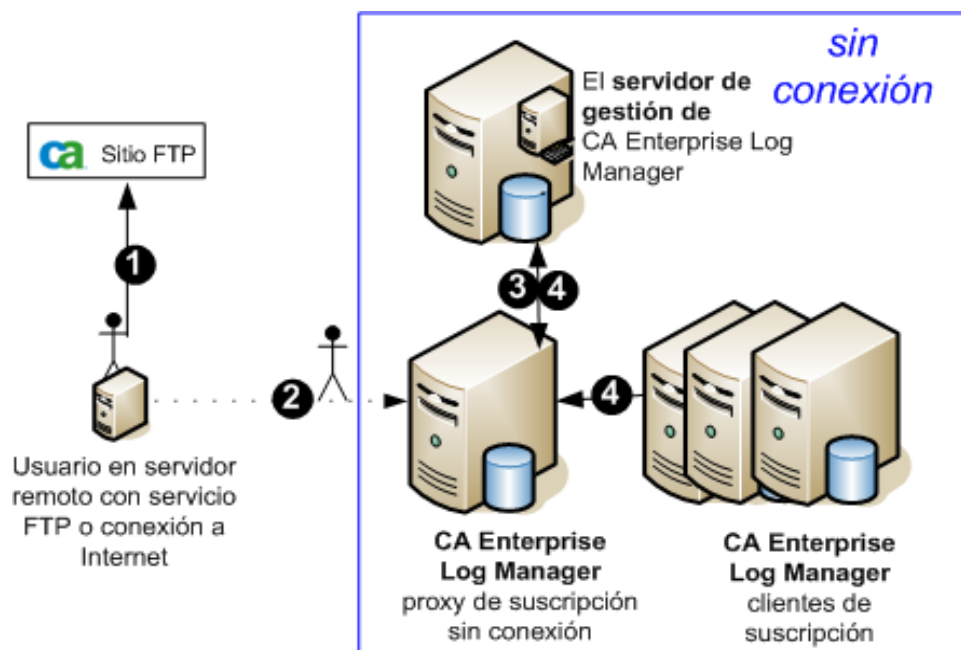 sin
conexión
El servidor de
gestión de
CA Enterprise Log
Manager
ca Sitio FTP
1
3 4
2
4
Usuario en servidor
remoto con servicio
FTP o conexión a
Internet
CA Enterprise
Log Manager
proxy de suscripción
sin conexión
CA Enterprise
Log Manager
clientes de
suscripción